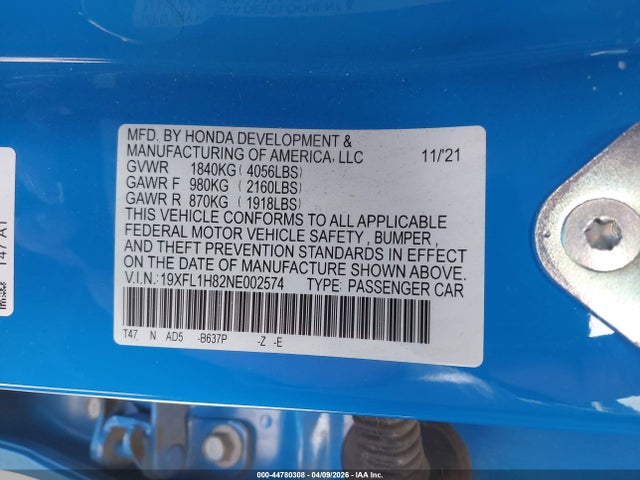 MFD. BY HONDA DEVELOPMENT &
MANUFACTURING OF AMERICA, LLC 11/'21
GVWR 1840KG ( 4056LBS)
GAWR F 980KG ( 2160LBS)
GAWR R 870KG ( 1918LBS)
THIS VEHICLE CONFORMS TO ALL APPLICABLE
FEDERAL MOTOR VEHICLE SAFETY , BUMPER ,
AND THEFT PREVENTION STANDARDS IN EFFECT
ON THE DATE OF MANUFACTURE SHOWN ABOVE.
V.I.N.: 19XFL1H82NE002574 TYPE: PASSENGER CAR
T47 N AD5 -B637P -Z -E
T47 A1
000-44780308 - 04/09/2026 - IAA Inc.